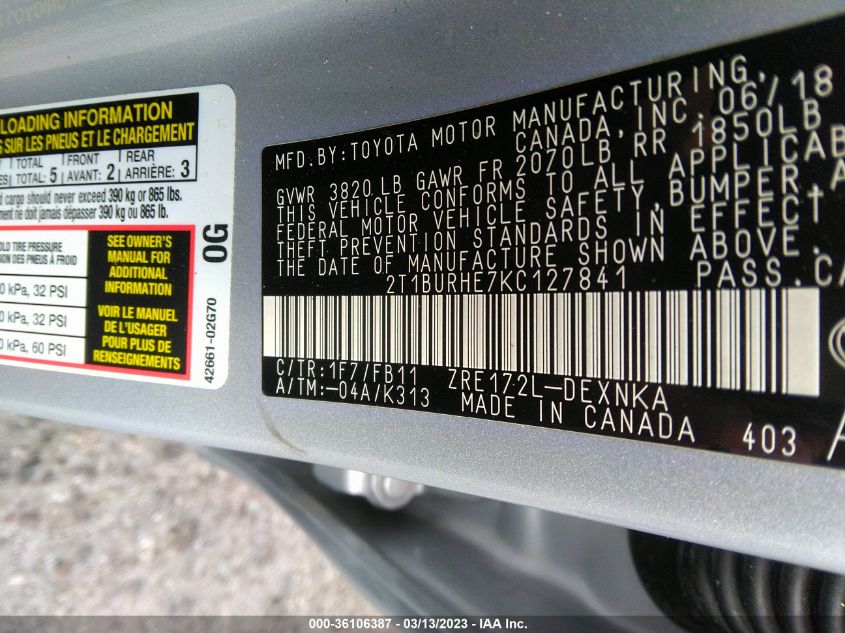 LOADING INFORMATION
SUR LES PNEUS ET LE CHARGEMENT
TOTAL FRONT REAR
TOTAL: 5 AVANT: 2 ARRIÈRE: 3
cargo should never exceed 390 kg or 865 lbs.
ne doit jamais dépasser 390 kg ou 865 lb.
TIRE PRESSURE
DES PNEUS À FROID
kPa, 32 PSI
kPa, 32 PSI
kPa, 60 PSI
SEE OWNER'S
MANUAL FOR
ADDITIONAL
INFORMATION
VOIR LE MANUEL
DE L'USAGER
POUR PLUS DE
RENSEIGNEMENTS
0G
42661-02G70
MFD.BY:TOYOTA MOTOR MANUFACTURING,
CANADA, INC. 06/18
GVWR 3820 LB GAWR FR 2070LB RR 1850LB
THIS VEHICLE CONFORMS TO ALL APPLICAB
FEDERAL MOTOR VEHICLE SAFETY,BUMPER,A
THEFT PREVENTION STANDARDS IN EFFECT
THE DATE OF MANUFACTURE SHOWN ABOVE.
2T1BURHE7KC127841 PASS.CA
C/TR:1F7/FB11 ZRE172L-DEXNKA
A/TM:-04A/K313 MADE IN CANADA 403
000-36106387 - 03/13/2023 - IAA Inc.